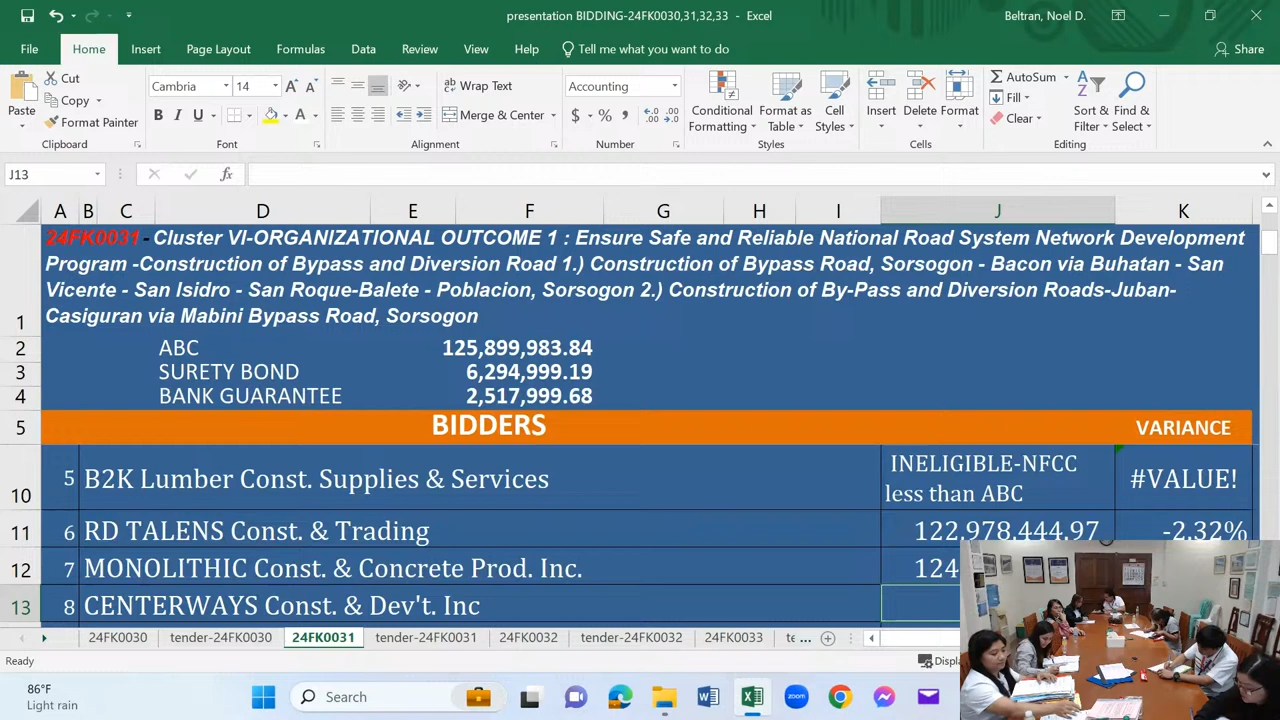 presentation BIDDING-24FK0030,31,32,33 - Excel
Beltran, Noel D.
File Home Insert Page Layout Formulas Data Review View Help Tell me what you want to do Share
Paste
Cut
Copy
Format Painter
Clipboard
Cambria 14
B I U
Font
Wrap Text
Merge & Center
Alignment
Accounting
$ % ,
Number
Conditional Formatting
Format as Table
Cell Styles
Styles
Insert Delete Format
Cells
AutoSum
Fill
Clear
Sort & Filter
Find & Select
Editing
J13
fx
A B C D E F G H I J K
1
24FK0031- Cluster VI-ORGANIZATIONAL OUTCOME 1 : Ensure Safe and Reliable National Road System Network Development
Program -Construction of Bypass and Diversion Road 1.) Construction of Bypass Road, Sorsogon - Bacon via Buhatan - San
Vicente - San Isidro - San Roque-Balete - Poblacion, Sorsogon 2.) Construction of By-Pass and Diversion Roads-Juban-
Casiguran via Mabini Bypass Road, Sorsogon
2 ABC 125,899,983.84
3 SURETY BOND 6,294,999.19
4 BANK GUARANTEE 2,517,999.68
5 BIDDERS VARIANCE
10 5 B2K Lumber Const. Supplies & Services INELIGIBLE-NFCC less than ABC #VALUE!
11 6 RD TALENS Const. & Trading 122,978,444.97 -2.32%
12 7 MONOLITHIC Const. & Concrete Prod. Inc. 124
13 8 CENTERWAYS Const. & Dev't. Inc
24FK0030 tender-24FK0030 24FK0031 tender-24FK0031 24FK0032 tender-24FK0032 24FK0033 te ...
Ready
Displa
86°F
Light rain
Search
zoom